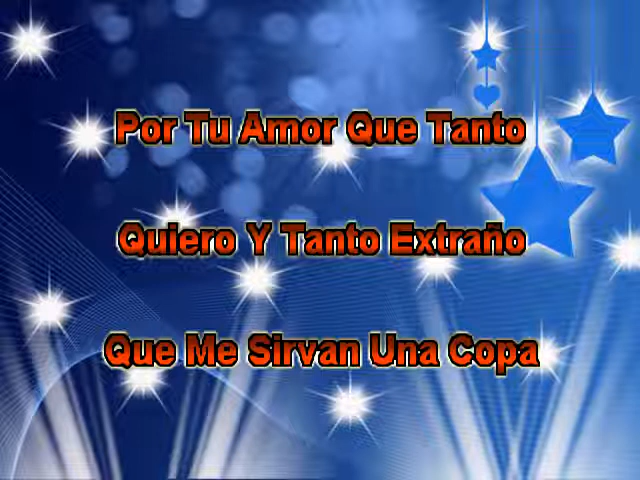 Por Tu Amor Que Tanto
Quiero Y Tanto Extraño
Que Me Sirvan Una Copa